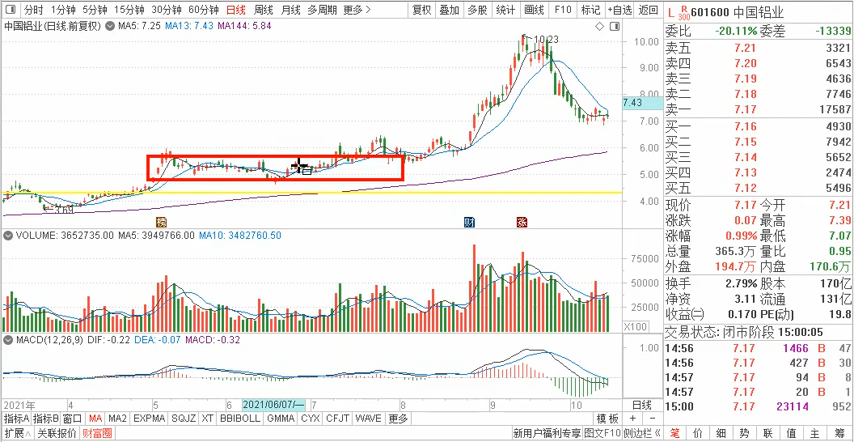 分时 1分钟 5分钟 15分钟 30分钟 60分钟 日线 周线 月线 多周期 更多 >
复权 叠加 多股 统计 画线 F10 标记 +自选 返回
中国铝业(日线.前复权) MA5: 7.25 MA13: 7.43 MA144: 5.84
10.23
10.00
9.00
8.00
7.43
7.00
6.00
5.00
4.00
3.69
财
涨
VOLUME: 3652735.00 MA5: 3949766.00 MA10: 3482760.50
75000
50000
25000
X100
MACD(12,26,9) DIF: -0.22 DEA: -0.07 MACD: -0.32
1.00
0.00
2021年 4 5 6 2021/06/07/一 7 8 9 10 日线
指标A 指标B 窗口 MA MA2 EXPMA SQJZ XT BBIBOLL GMMA CYX CFJT WAVE 更多 模板 + −
扩展∧ 关联报价 财富圈 新用户福利专享 图文F10 侧边栏
L R 300 601600 中国铝业
委比 -20.11% 委差 -13339
卖五 7.21 3321
卖四 7.20 6543
卖三 7.19 4636
卖二 7.18 7746
卖一 7.17 17587
买一 7.16 4930
买二 7.15 7942
买三 7.14 5652
买四 7.13 2474
买五 7.12 5496
现价 7.17 今开 7.21
涨跌 0.07 最高 7.39
涨幅 0.99% 最低 7.07
总量 365.3万 量比 0.95
外盘 194.7万 内盘 170.6万
换手 2.79% 股本 170亿
净资 3.11 流通 131亿
收益㈡ 0.170 PE(动) 19.8
交易状态: 闭市阶段 15:00:05
14:56 7.17 1466 B 47
14:56 7.17 427 B 30
14:57 7.17 94 B 8
14:57 7.17 20 B 1
15:00 7.17 23114 952
笔 价 细 势 联 值 主 筹